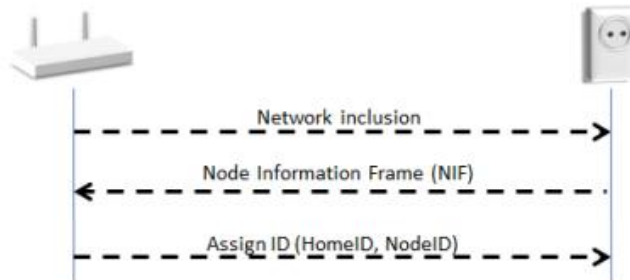 Network inclusion
Node Information Frame (NIF)
Assign ID (HomeID, NodeID)